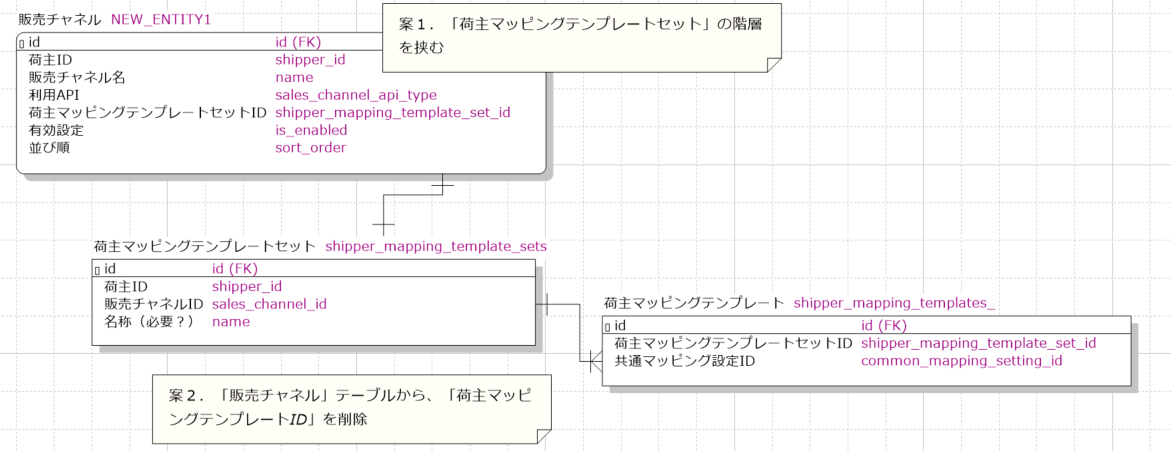 販売チャネル NEW_ENTITY1
案１．「荷主マッピングテンプレートセット」の階層
を挟む
id id (FK)
荷主ID shipper_id
販売チャネル名 name
利用API sales_channel_api_type
荷主マッピングテンプレートセットID shipper_mapping_template_set_id
有効設定 is_enabled
並び順 sort_order
荷主マッピングテンプレートセット shipper_mapping_template_sets
id id (FK)
荷主ID shipper_id
販売チャネルID sales_channel_id
名称（必要？） name
荷主マッピングテンプレート shipper_mapping_templates_
id id (FK)
荷主マッピングテンプレートセットID shipper_mapping_template_set_id
共通マッピング設定ID common_mapping_setting_id
案２．「販売チャネル」テーブルから、「荷主マッピ
ングテンプレートID」を削除